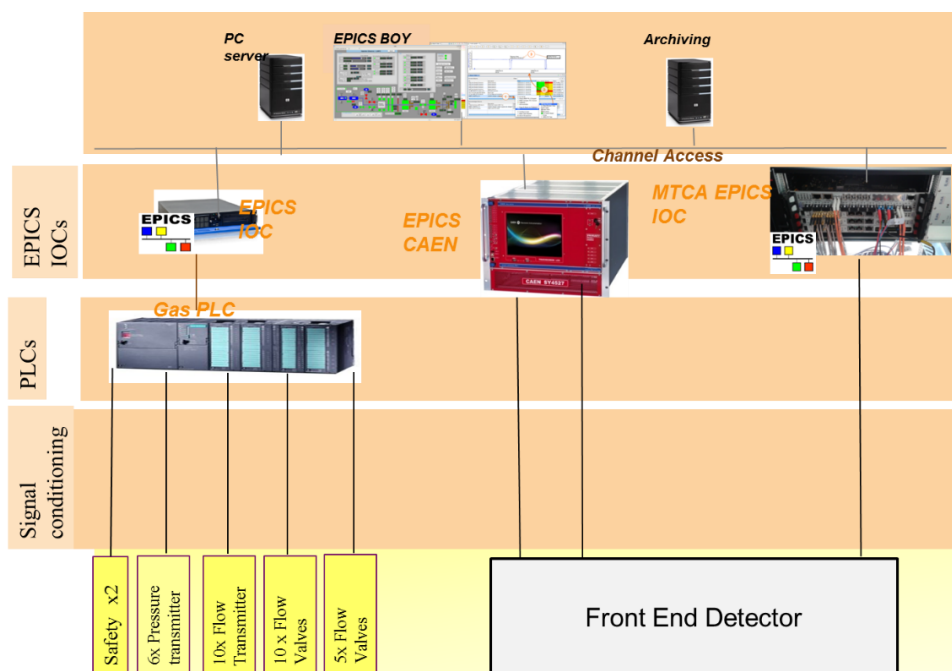 PC
server
EPICS BOY
Archiving
Channel Access
EPICS
IOCs
EPICS
EPICS
IOC
EPICS
CAEN
CAEN SY4527
MTCA EPICS
IOC
EPICS
PLCs
Gas PLC
Signal
conditioning
Safety x2
6x Pressure
transmitter
10x Flow
Transmitter
10 x Flow
Valves
5x Flow
Valves
Front End Detector